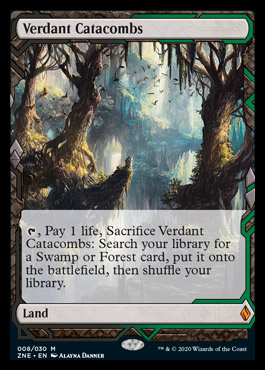 Verdant Catacombs
, Pay 1 life, Sacrifice Verdant
Catacombs: Search your library for
a Swamp or Forest card, put it onto
the battlefield, then shuffle your
library.
Land
008/030 M
ZNE • EN ALAYNA DANNER
™ & © 2020 Wizards of the Coast